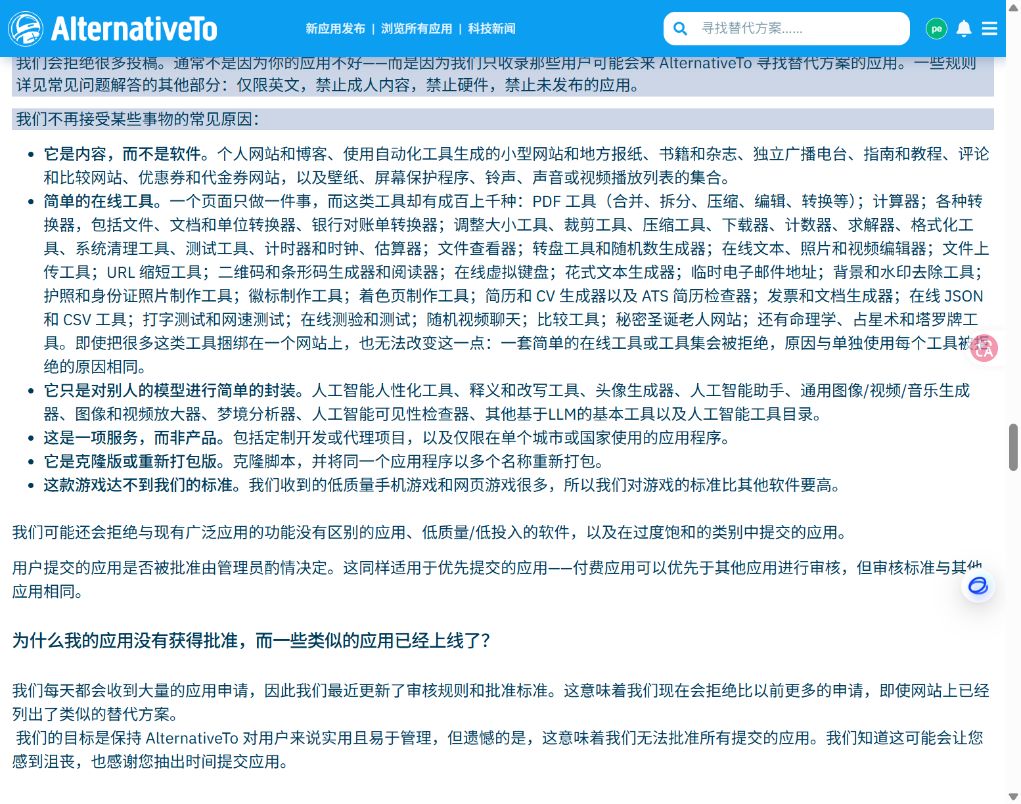 AlternativeTo
新应用发布 | 浏览所有应用 | 科技新闻
寻找替代方案......
pe
我们会拒绝很多投稿。通常不是因为你的应用不好——而是因为我们只收录那些用户可能会来 AlternativeTo 寻找替代方案的应用。一些规则
详见常见问题解答的其他部分：仅限英文，禁止成人内容，禁止硬件，禁止未发布的应用。
我们不再接受某些事物的常见原因：
• 它是内容，而不是软件。个人网站和博客、使用自动化工具生成的小型网站和地方报纸、书籍和杂志、独立广播电台、指南和教程、评论
和比较网站、优惠券和代金券网站，以及壁纸、屏幕保护程序、铃声、声音或视频播放列表的集合。
• 简单的在线工具。一个页面只做一件事，而这类工具却有成百上千种：PDF 工具（合并、拆分、压缩、编辑、转换等）；计算器；各种转
换器，包括文件、文档和单位转换器、银行对账单转换器；调整大小工具、裁剪工具、压缩工具、下载器、计数器、求解器、格式化工
具、系统清理工具、测试工具、计时器和时钟、估算器；文件查看器；转盘工具和随机数生成器；在线文本、照片和视频编辑器；文件上
传工具；URL 缩短工具；二维码和条形码生成器和阅读器；在线虚拟键盘；花式文本生成器；临时电子邮件地址；背景和水印去除工具；
护照和身份证照片制作工具；徽标制作工具；着色页制作工具；简历和 CV 生成器以及 ATS 简历检查器；发票和文档生成器；在线 JSON
和 CSV 工具；打字测试和网速测试；在线测验和测试；随机视频聊天；比较工具；秘密圣诞老人网站；还有命理学、占星术和塔罗牌工
具。即使把很多这类工具捆绑在一个网站上，也无法改变这一点：一套简单的在线工具或工具集会被拒绝，原因与单独使用每个工具被拒
绝的原因相同。
• 它只是对别人的模型进行简单的封装。人工智能人性化工具、释义和改写工具、头像生成器、人工智能助手、通用图像/视频/音乐生成
器、图像和视频放大器、梦境分析器、人工智能可见性检查器、其他基于LLM的基本工具以及人工智能工具目录。
• 这是一项服务，而非产品。包括定制开发或代理项目，以及仅限在单个城市或国家使用的应用程序。
• 它是克隆版或重新打包版。克隆脚本，并将同一个应用程序以多个名称重新打包。
• 这款游戏达不到我们的标准。我们收到的低质量手机游戏和网页游戏很多，所以我们对游戏的标准比其他软件要高。
我们可能还会拒绝与现有广泛应用的功能没有区别的应用、低质量/低投入的软件，以及在过度饱和的类别中提交的应用。
用户提交的应用是否被批准由管理员酌情决定。这同样适用于优先提交的应用——付费应用可以优先于其他应用进行审核，但审核标准与其他
应用相同。
为什么我的应用没有获得批准，而一些类似的应用已经上线了？
我们每天都会收到大量的应用申请，因此我们最近更新了审核规则和批准标准。这意味着我们现在会拒绝比以前更多的申请，即使网站上已经
列出了类似的替代方案。
我们的目标是保持 AlternativeTo 对用户来说实用且易于管理，但遗憾的是，这意味着我们无法批准所有提交的应用。我们知道这可能会让您
感到沮丧，也感谢您抽出时间提交应用。